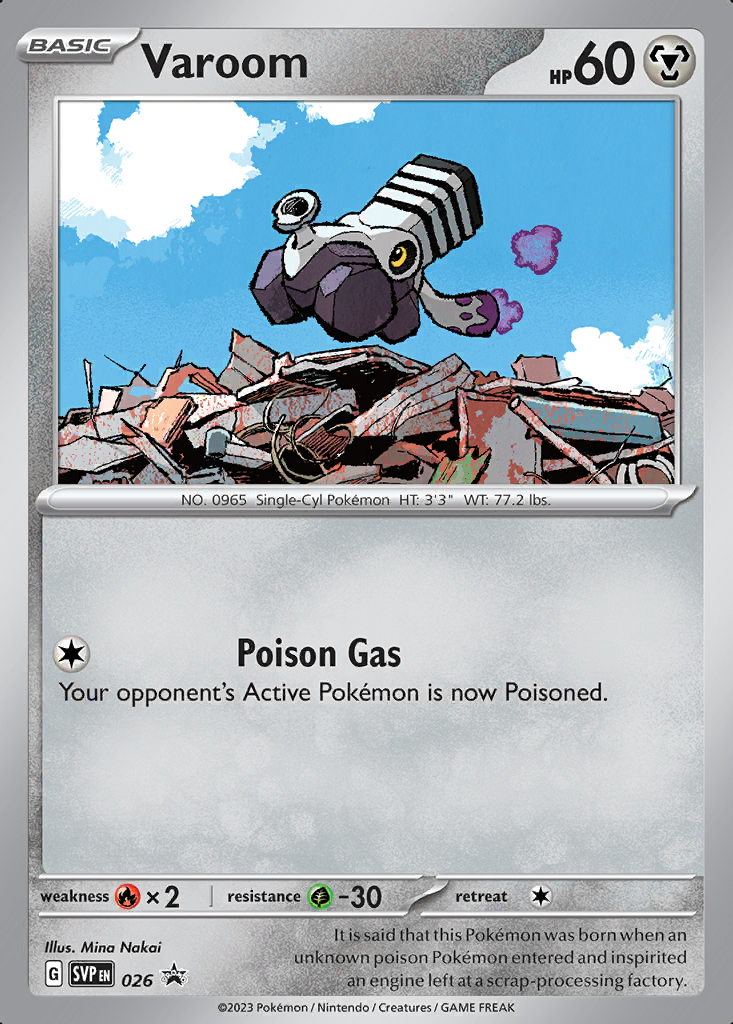 BASIC
Varoom
HP60
NO. 0965 Single-Cyl Pokémon HT: 3'3" WT: 77.2 lbs.
Poison Gas
Your opponent's Active Pokémon is now Poisoned.
weakness ×2 resistance -30 retreat
Illus. Mina Nakai
It is said that this Pokémon was born when an
unknown poison Pokémon entered and inspirited
an engine left at a scrap-processing factory.
G SVP EN 026
©2023 Pokémon / Nintendo / Creatures / GAME FREAK